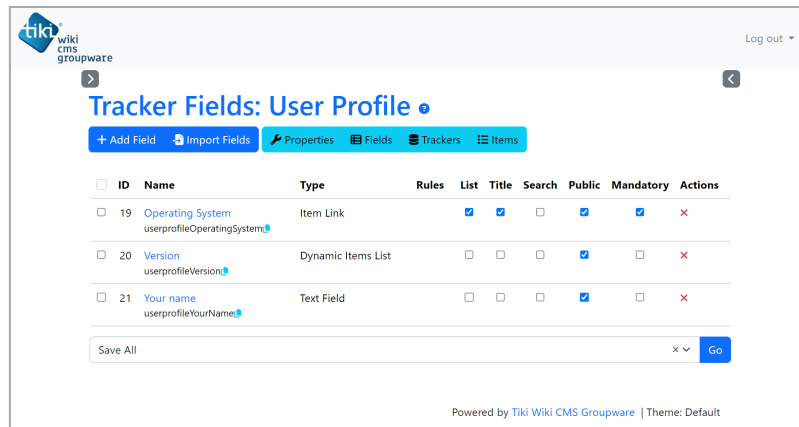 tiki
wiki
cms
groupware
Log out
Tracker Fields: User Profile
Add Field Import Fields Properties Fields Trackers Items
ID Name Type Rules List Title Search Public Mandatory Actions
19 Operating System Item Link
userprofileOperatingSystem
20 Version Dynamic Items List
userprofileVersion
21 Your name Text Field
userprofileYourName
Save All Go
Powered by Tiki Wiki CMS Groupware | Theme: Default